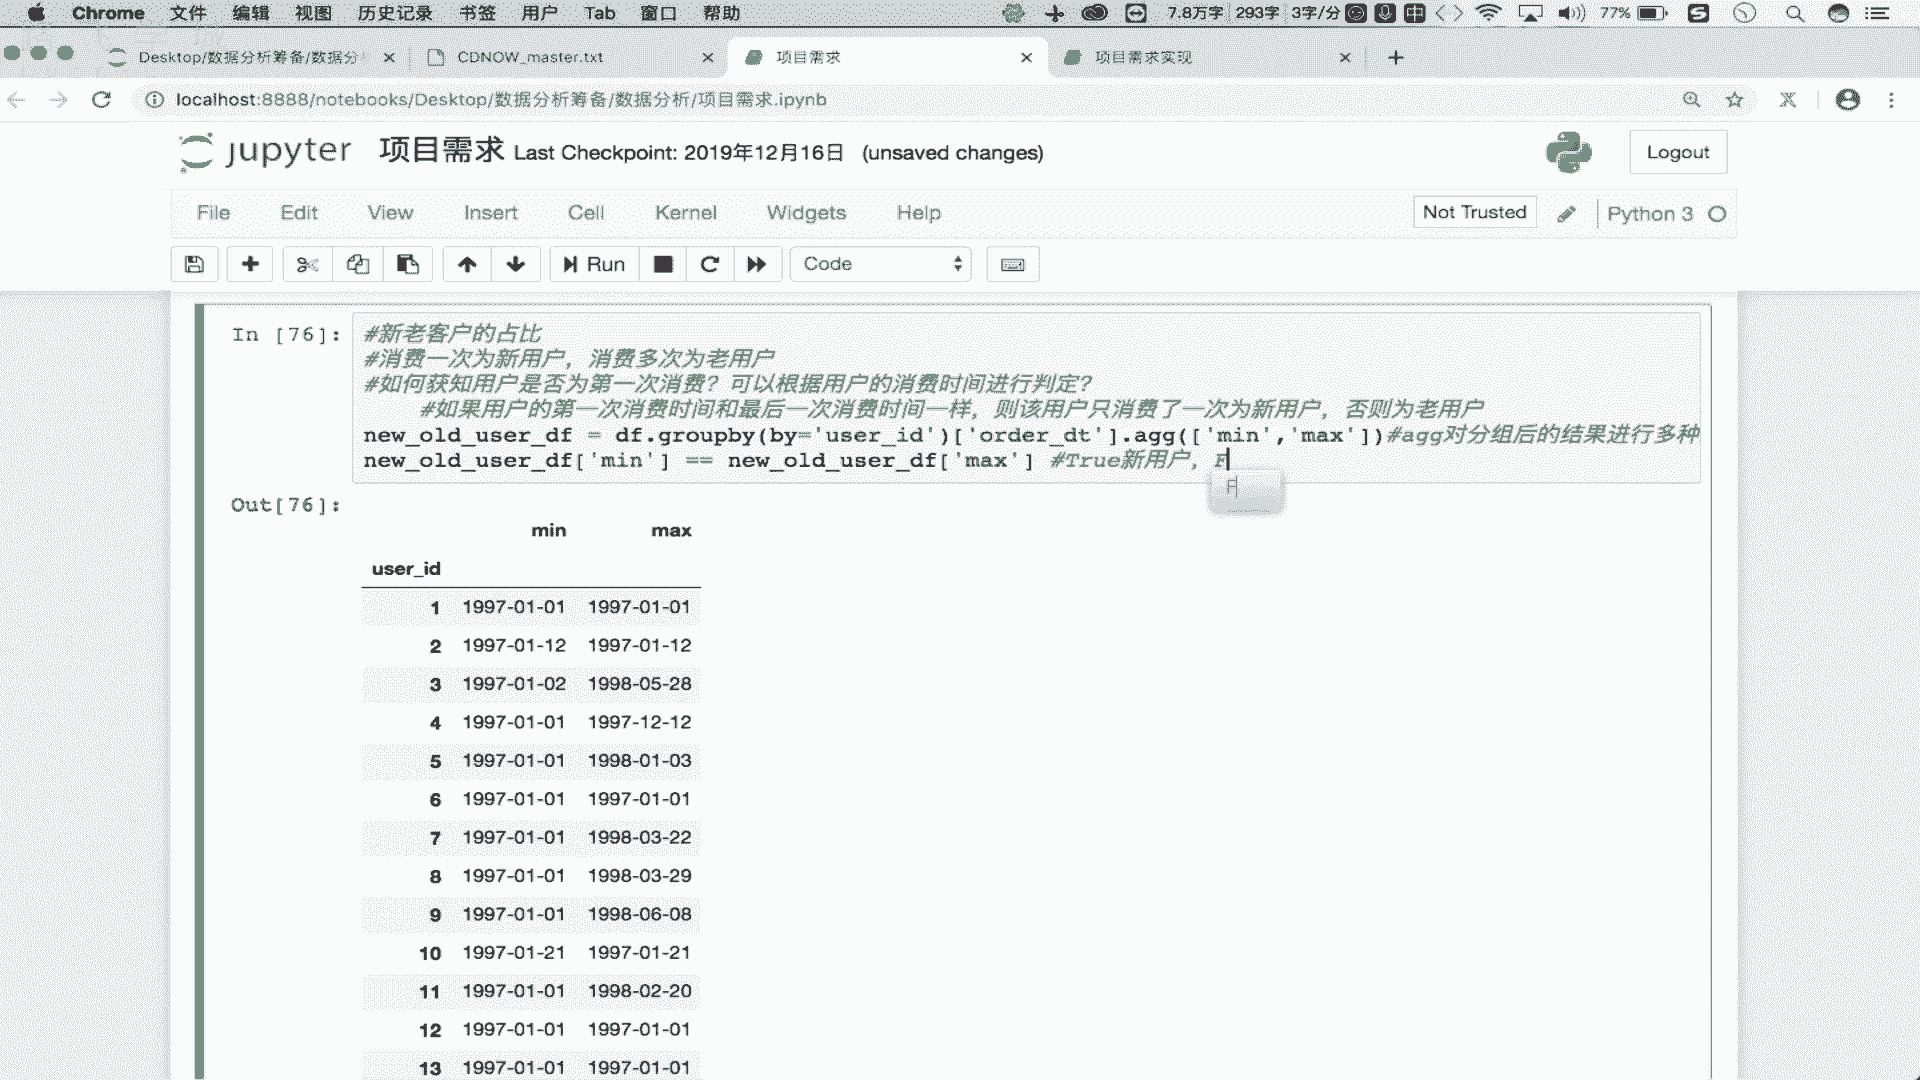 Chrome 文件 编辑 视图 历史记录 书签 用户 Tab 窗口 帮助 7.8万字 293字 3字/分 中 77%
Desktop/数据分析筹备/数据分 CDNOW_master.txt 项目需求 项目需求实现
localhost:8888/notebooks/Desktop/数据分析筹备/数据分析/项目需求.ipynb
jupyter 项目需求 Last Checkpoint: 2019年12月16日 (unsaved changes) Logout
File Edit View Insert Cell Kernel Widgets Help Not Trusted Python 3
Run Code
In [76]: #新老客户的占比
#消费一次为新用户，消费多次为老用户
#如何获知用户是否为第一次消费？可以根据用户的消费时间进行判定？
#如果用户的第一次消费时间和最后一次消费时间一样，则该用户只消费了一次为新用户，否则为老用户
new_old_user_df = df.groupby(by='user_id')['order_dt'].agg(['min','max'])#agg对分组后的结果进行多种
new_old_user_df['min'] == new_old_user_df['max'] #True新用户，F
F
Out[76]:
min max
user_id
1 1997-01-01 1997-01-01
2 1997-01-12 1997-01-12
3 1997-01-02 1998-05-28
4 1997-01-01 1997-12-12
5 1997-01-01 1998-01-03
6 1997-01-01 1997-01-01
7 1997-01-01 1998-03-22
8 1997-01-01 1998-03-29
9 1997-01-01 1998-06-08
10 1997-01-21 1997-01-21
11 1997-01-01 1998-02-20
12 1997-01-01 1997-01-01
13 1997-01-01 1997-01-01